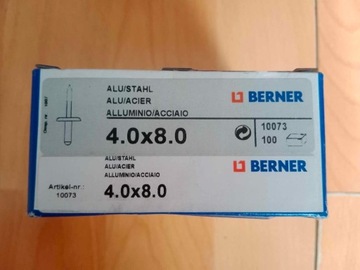 ALU/STAHL
ALU/ACIER
ALLUMINIO/ACCIAIO
4.0x8.0
BERNER
10073
100
ALU/STAHL
ALU/ACIER
ALLUMINIO/ACCIAIO
Artikel-nr.:
10073
4.0x8.0
BERNER